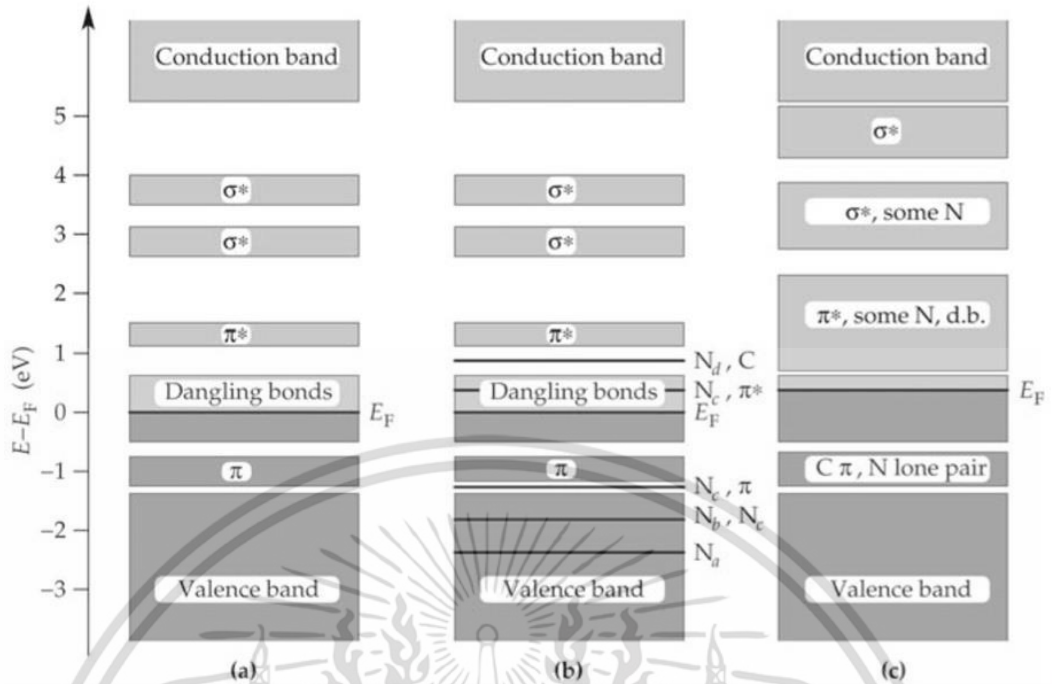 E−E_F (eV)
5
4
3
2
1
0
−1
−2
−3
Conduction band
σ*
σ*
π*
Dangling bonds
E_F
π
Valence band
(a)
Conduction band
σ*
σ*
π*
N_d , C
Dangling bonds
N_c , π*
E_F
π
N_c , π
N_b , N_c
N_a
Valence band
(b)
Conduction band
σ*
σ*, some N
π*, some N, d.b.
E_F
C π, N lone pair
Valence band
(c)